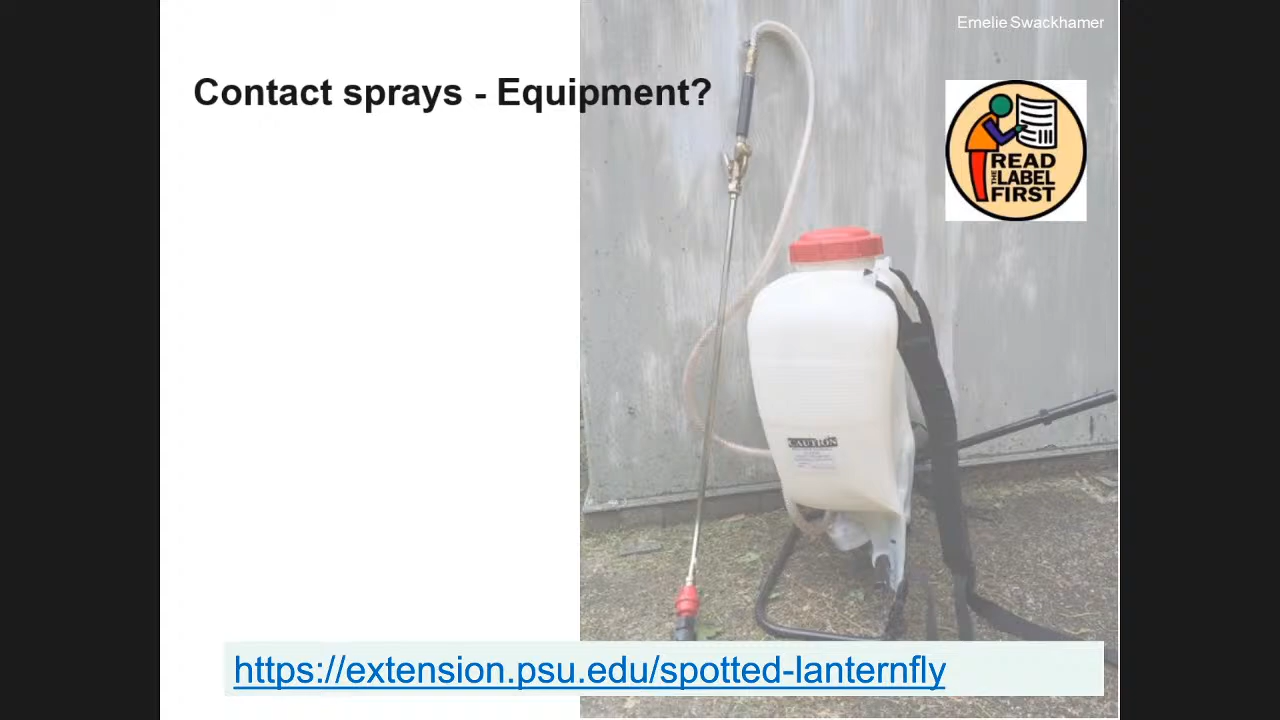 Emelie Swackhamer
Contact sprays - Equipment?
READ
THE LABEL
FIRST
CAUTION
https://extension.psu.edu/spotted-lanternfly